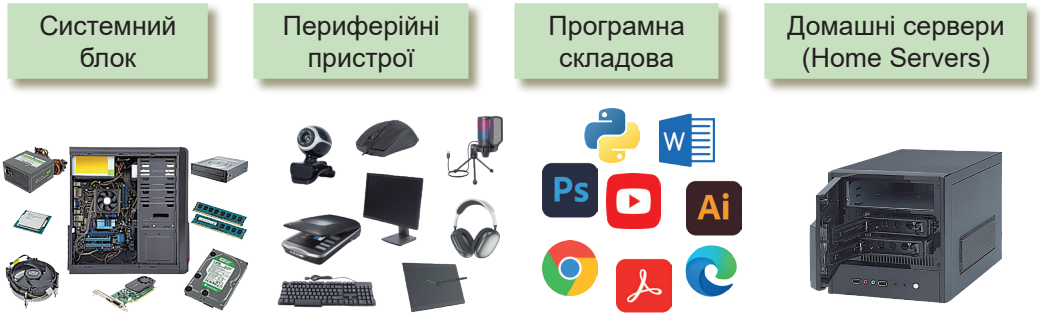 Системний
блок
Периферійні
пристрої
Програмна
складова
Домашні сервери
(Home Servers)
W
Ps
Ai